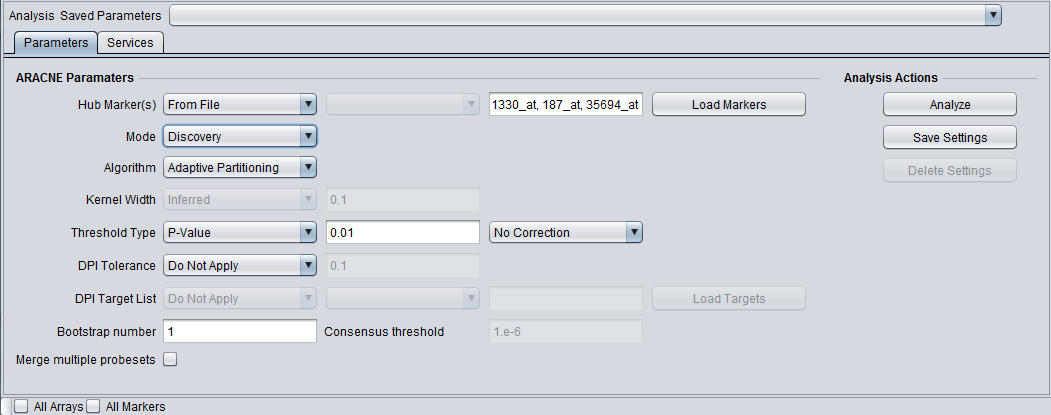 Analysis Saved Parameters
Parameters Services
ARACNE Paramaters Analysis Actions
Hub Marker(s) From File 1330_at, 187_at, 35694_at Load Markers Analyze
Mode Discovery Save Settings
Algorithm Adaptive Partitioning Delete Settings
Kernel Width Inferred 0.1
Threshold Type P-Value 0.01 No Correction
DPI Tolerance Do Not Apply 0.1
DPI Target List Do Not Apply Load Targets
Bootstrap number 1 Consensus threshold 1.e-6
Merge multiple probesets
All Arrays All Markers